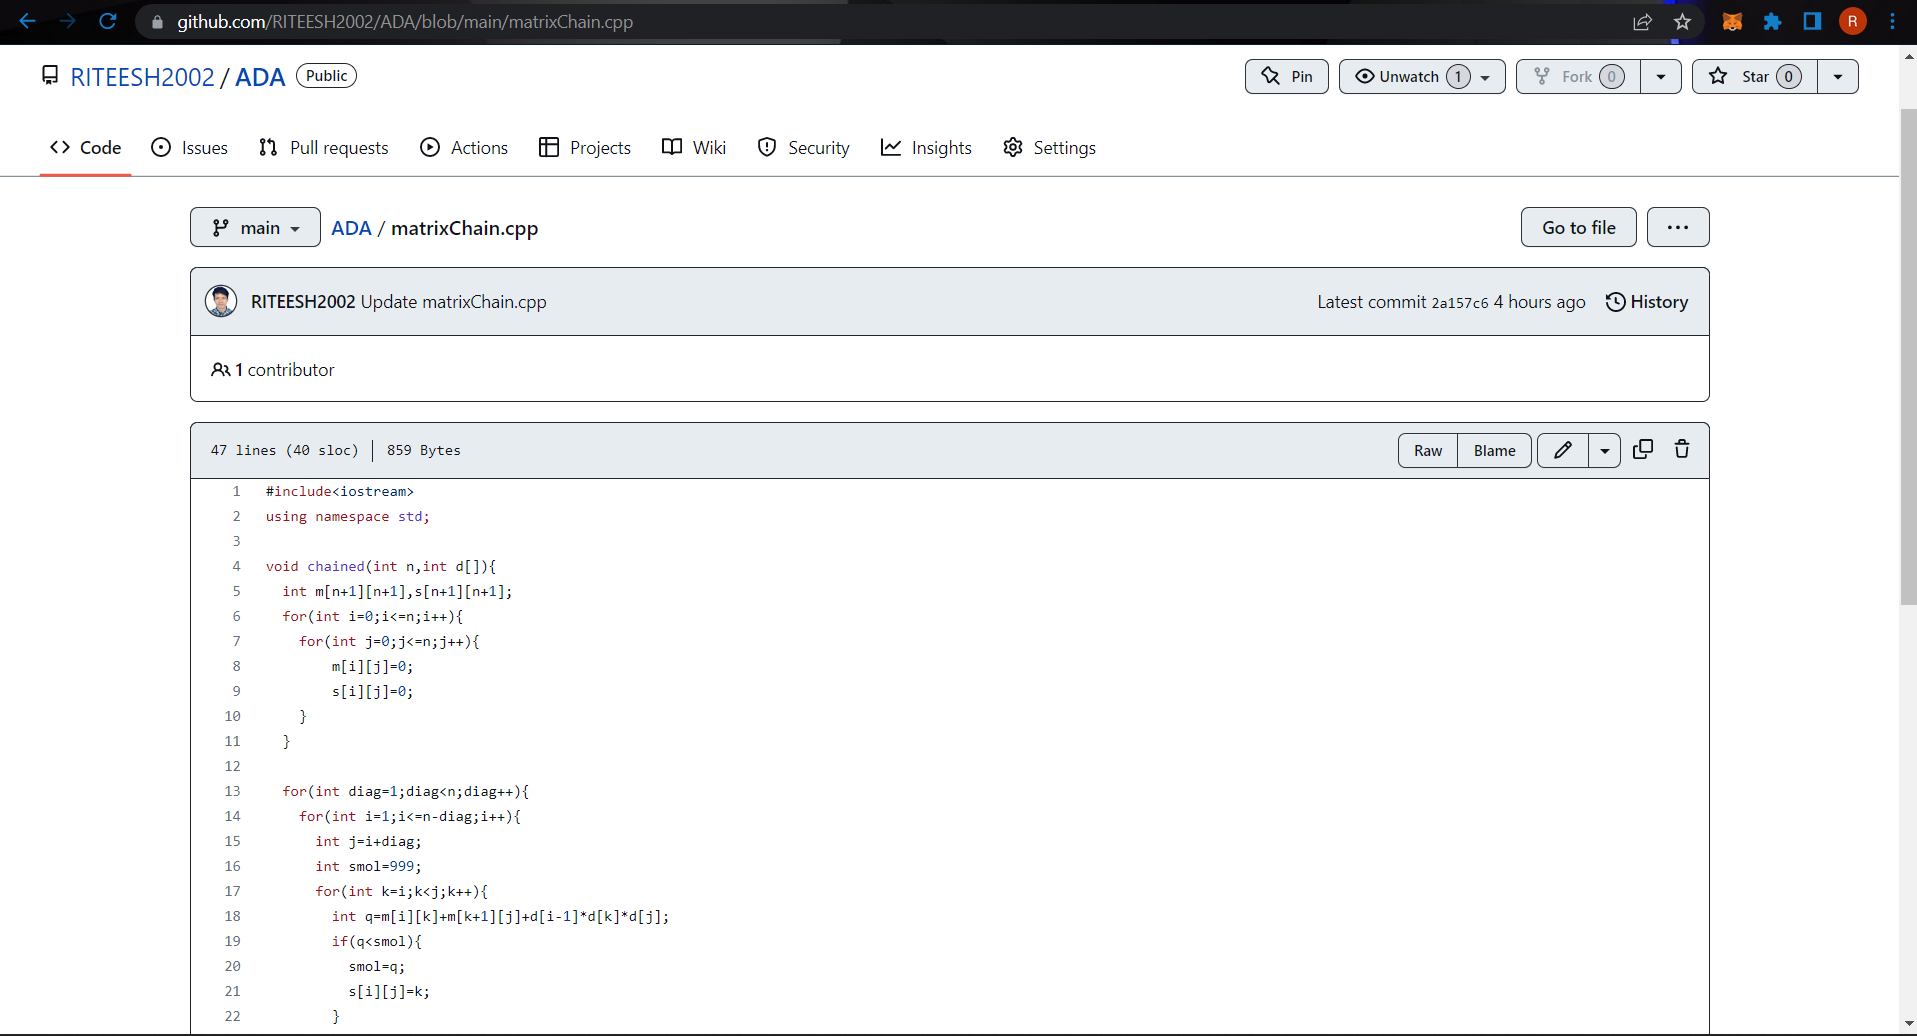 github.com/RITEESH2002/ADA/blob/main/matrixChain.cpp
R
RITEESH2002 / ADA Public
Pin
Unwatch 1
Fork 0
Star 0
Code Issues Pull requests Actions Projects Wiki Security Insights Settings
main ADA / matrixChain.cpp
Go to file ...
RITEESH2002 Update matrixChain.cpp
Latest commit 2a157c6 4 hours ago History
1 contributor
47 lines (40 sloc) | 859 Bytes
Raw Blame
1 #include<iostream>
2 using namespace std;
3
4 void chained(int n,int d[]){
5   int m[n+1][n+1],s[n+1][n+1];
6   for(int i=0;i<=n;i++){
7     for(int j=0;j<=n;j++){
8         m[i][j]=0;
9         s[i][j]=0;
10     }
11   }
12
13   for(int diag=1;diag<n;diag++){
14     for(int i=1;i<=n-diag;i++){
15       int j=i+diag;
16       int smol=999;
17       for(int k=i;k<j;k++){
18         int q=m[i][k]+m[k+1][j]+d[i-1]*d[k]*d[j];
19         if(q<smol){
20           smol=q;
21           s[i][j]=k;
22         }